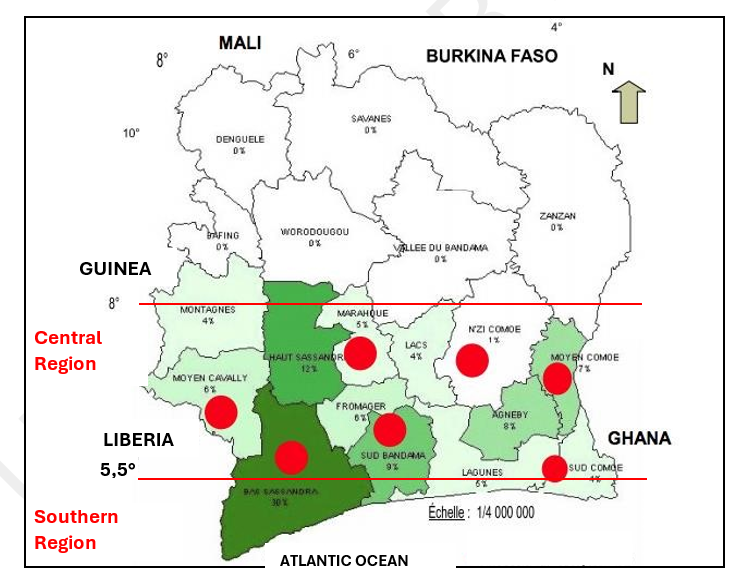 4°
MALI
8°
6°
BURKINA FASO
N
SAVANES
0%
10°
DENGUELE
0%
ZANZAN
0%
BAFING
0%
WORODOUGOU
0%
VALLEE DU BANDAMA
0%
GUINEA
8°
MONTAGNES
4%
MARAHOUE
5%
N'ZI COMOE
1%
Central
Region
LACS
4%
HAUT SASSANDR
12%
MOYEN COMOE
7%
MOYEN CAVALLY
6%
FROMAGER
6%
AGNEBY
8%
LIBERIA
GHANA
SUD BANDAMA
9%
5,5°
LAGUNES
SUD COMOE
4%
BAS SASSANDRA
30%
Southern
Region
Échelle : 1/4 000 000
ATLANTIC OCEAN